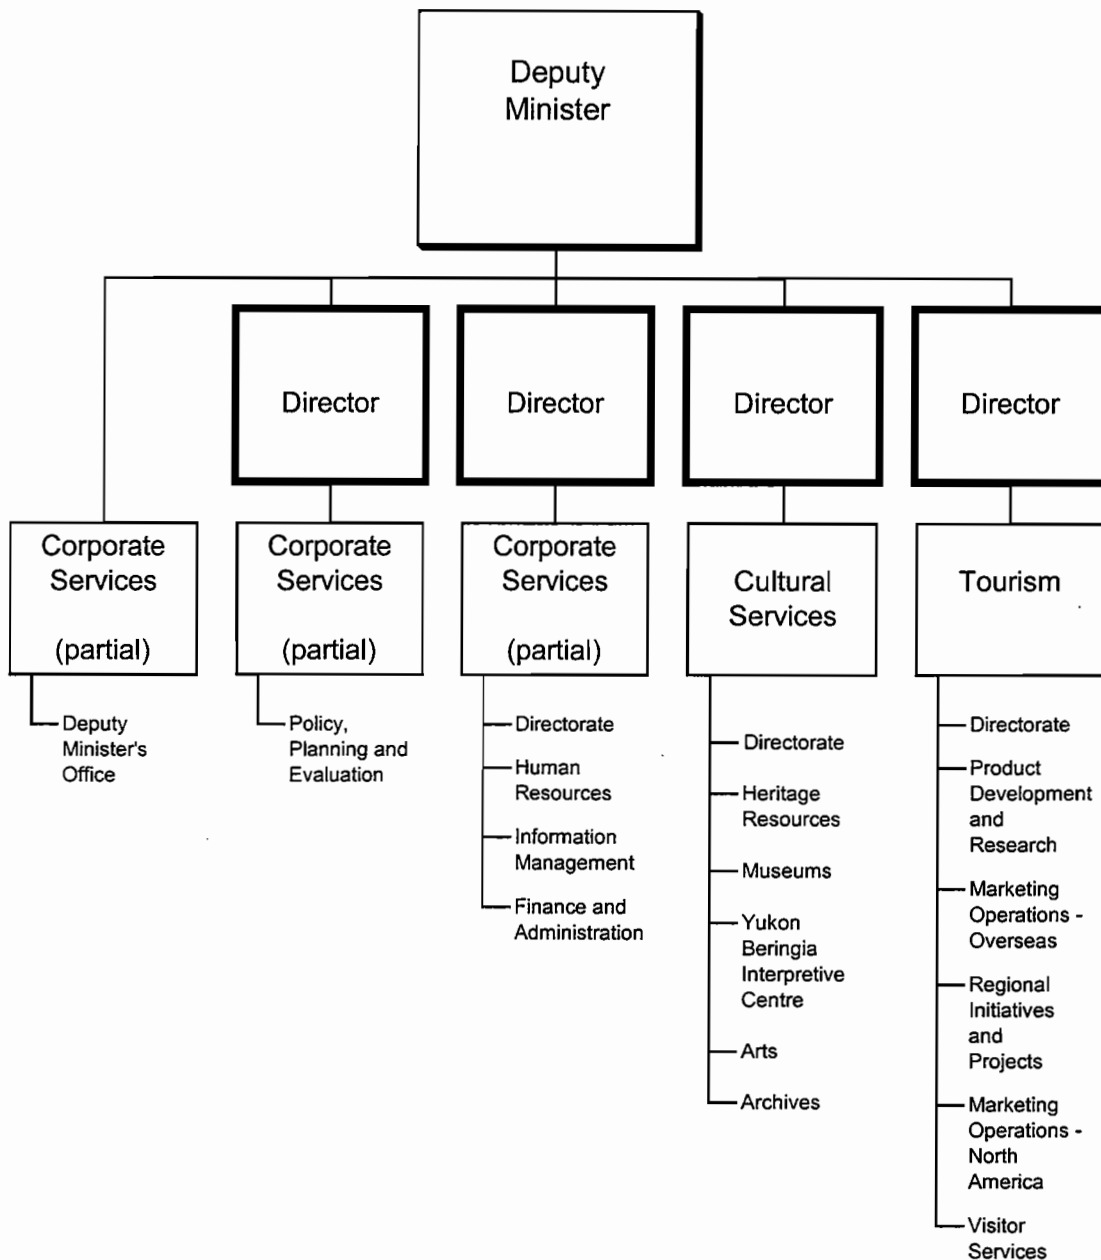 Deputy
Minister
Director
Director
Director
Director
Corporate
Services
(partial)
Corporate
Services
(partial)
Corporate
Services
(partial)
Cultural
Services
Tourism
Deputy
Minister's
Office
Policy,
Planning and
Evaluation
Directorate
Human
Resources
Information
Management
Finance and
Administration
Directorate
Heritage
Resources
Museums
Yukon
Beringia
Interpretive
Centre
Arts
Archives
Directorate
Product
Development
and
Research
Marketing
Operations -
Overseas
Regional
Initiatives
and
Projects
Marketing
Operations -
North
America
Visitor
Services